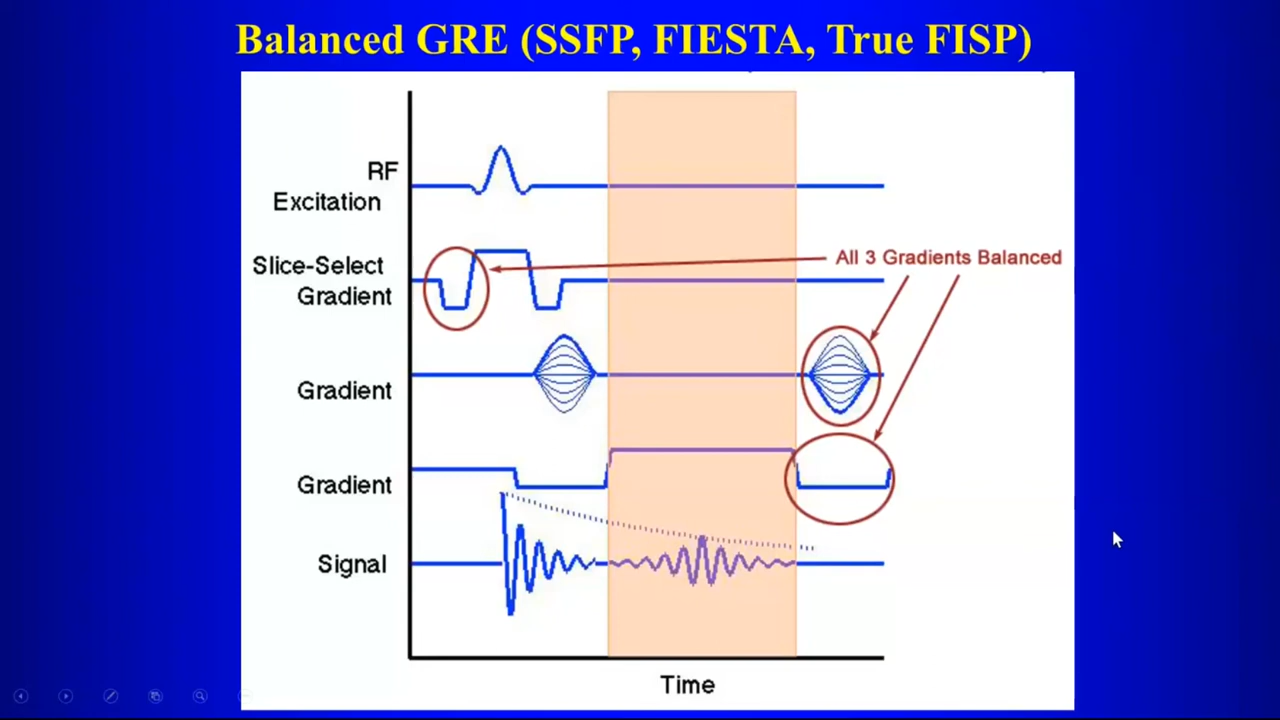 Balanced GRE (SSFP, FIESTA, True FISP)
RF
Excitation
Slice-Select
Gradient
All 3 Gradients Balanced
Gradient
Gradient
Signal
Time